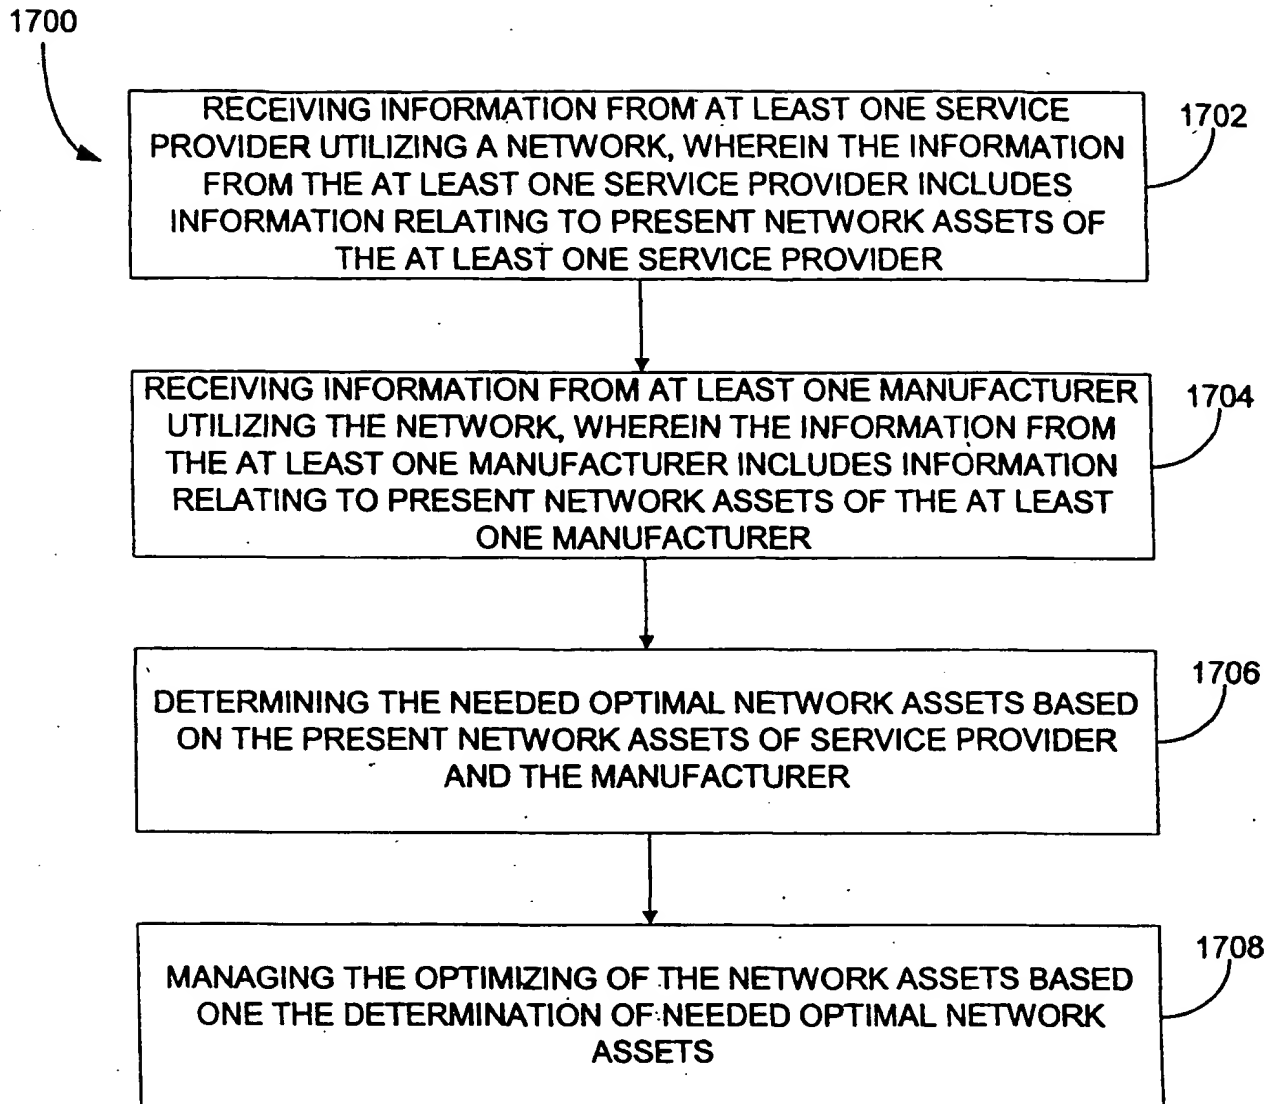 1700
RECEIVING INFORMATION FROM AT LEAST ONE SERVICE
PROVIDER UTILIZING A NETWORK, WHEREIN THE INFORMATION
FROM THE AT LEAST ONE SERVICE PROVIDER INCLUDES
INFORMATION RELATING TO PRESENT NETWORK ASSETS OF
THE AT LEAST ONE SERVICE PROVIDER
1702
RECEIVING INFORMATION FROM AT LEAST ONE MANUFACTURER
UTILIZING THE NETWORK, WHEREIN THE INFORMATION FROM
THE AT LEAST ONE MANUFACTURER INCLUDES INFORMATION
RELATING TO PRESENT NETWORK ASSETS OF THE AT LEAST
ONE MANUFACTURER
1704
DETERMINING THE NEEDED OPTIMAL NETWORK ASSETS BASED
ON THE PRESENT NETWORK ASSETS OF SERVICE PROVIDER
AND THE MANUFACTURER
1706
MANAGING THE OPTIMIZING OF THE NETWORK ASSETS BASED
ONE THE DETERMINATION OF NEEDED OPTIMAL NETWORK
ASSETS
1708